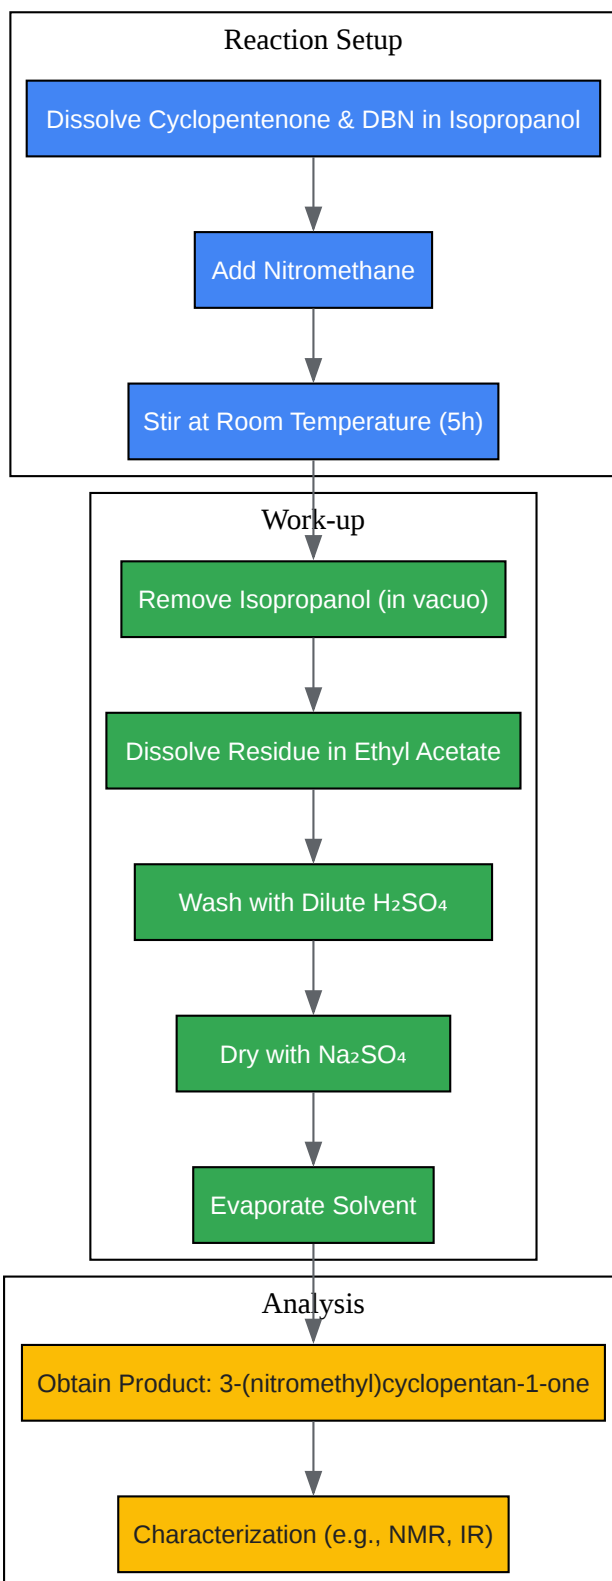 Reaction Setup
Dissolve Cyclopentenone & DBN in Isopropanol
Add Nitromethane
Stir at Room Temperature (5h)
Work-up
Remove Isopropanol (in vacuo)
Dissolve Residue in Ethyl Acetate
Wash with Dilute H₂SO₄
Dry with Na₂SO₄
Evaporate Solvent
Analysis
Obtain Product: 3-(nitromethyl)cyclopentan-1-one
Characterization (e.g., NMR, IR)